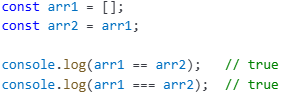 const arr1 = [];
const arr2 = arr1;
console.log(arr1 == arr2);   // true
console.log(arr1 === arr2);  // true